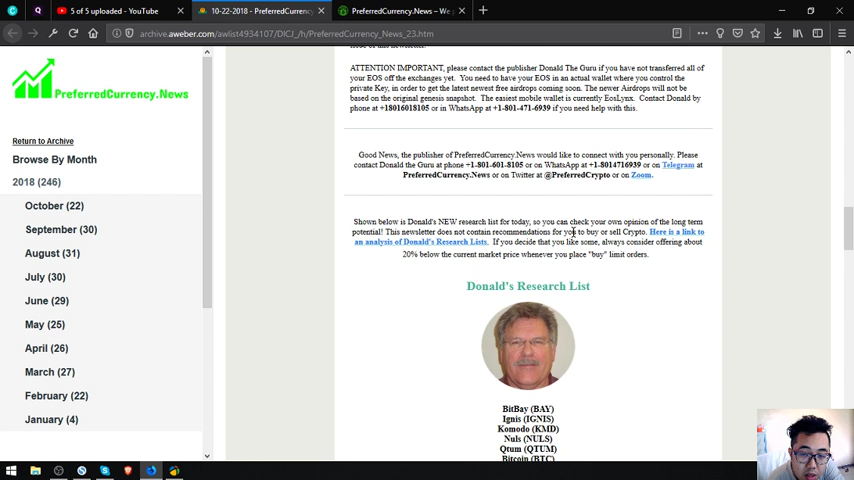 5 of 5 uploaded - YouTube
10-22-2018 - PreferredCurrency
PreferredCurrency.News – We p
archive.aweber.com/awlist4934107/DICJ_/h/PreferredCurrency_News_23.htm
PreferredCurrency.News
Return to Archive
Browse By Month
2018 (246)
October (22)
September (30)
August (31)
July (30)
June (29)
May (25)
April (26)
March (27)
February (22)
January (4)
issue of this newsletter.
ATTENTION IMPORTANT, please contact the publisher Donald The Guru if you have not transferred all of
your EOS off the exchanges yet. You need to have your EOS in an actual wallet where you control the
private Key, in order to get the latest newest free airdrops coming soon. The newer Airdrops will not be
based on the original genesis snapshot. The easiest mobile wallet is currently EosLynx. Contact Donald by
phone at +18016018105 or in WhatsApp at +1-801-471-6939 if you need help with this.
Good News, the publisher of PreferredCurrency.News would like to connect with you personally. Please
contact Donald the Guru at phone +1-801-601-8105 or on WhatsApp at +18014716939 or on Telegram at
PreferredCurrency.News or on Twitter at @PreferredCrypto or on Zoom.
Shown below is Donald's NEW research list for today, so you can check your own opinion of the long term
potential! This newsletter does not contain recommendations for you to buy or sell Crypto. Here is a link to
an analysis of Donald's Research Lists. If you decide that you like some, always consider offering about
20% below the current market price whenever you place "buy" limit orders.
Donald's Research List
BitBay (BAY)
Ignis (IGNIS)
Komodo (KMD)
Nuls (NULS)
Qtum (QTUM)
Bitcoin (BTC)